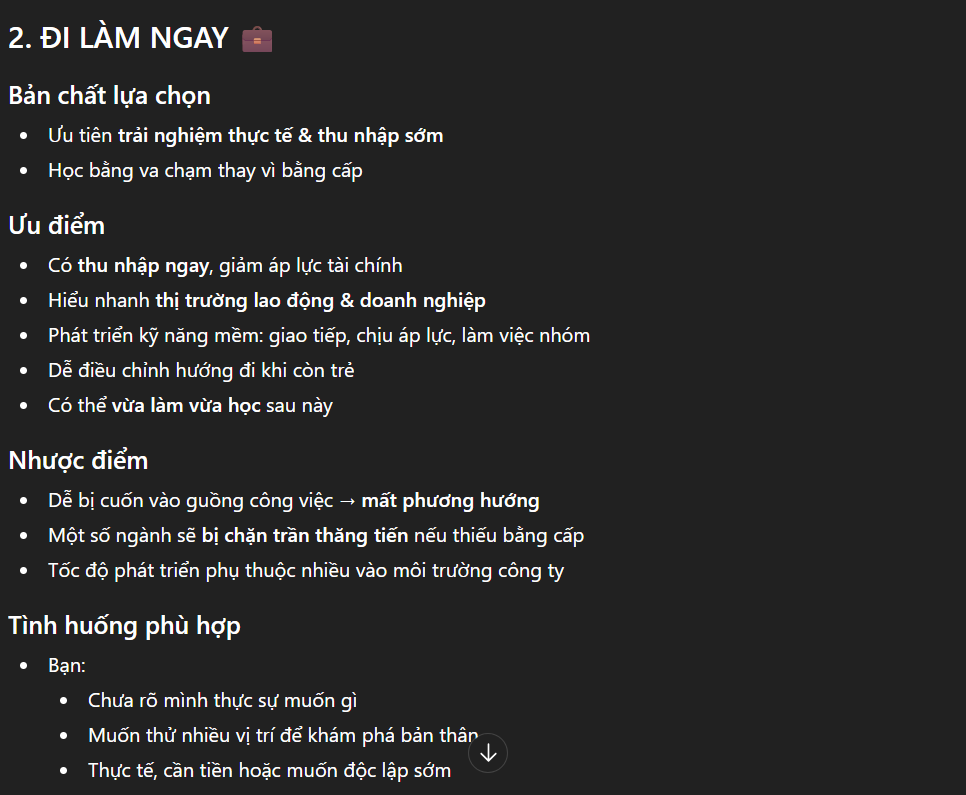 2. ĐI LÀM NGAY 💼
Bản chất lựa chọn
• Ưu tiên trải nghiệm thực tế & thu nhập sớm
• Học bằng va chạm thay vì bằng cấp
Ưu điểm
• Có thu nhập ngay, giảm áp lực tài chính
• Hiểu nhanh thị trường lao động & doanh nghiệp
• Phát triển kỹ năng mềm: giao tiếp, chịu áp lực, làm việc nhóm
• Dễ điều chỉnh hướng đi khi còn trẻ
• Có thể vừa làm vừa học sau này
Nhược điểm
• Dễ bị cuốn vào guồng công việc → mất phương hướng
• Một số ngành sẽ bị chặn trần thăng tiến nếu thiếu bằng cấp
• Tốc độ phát triển phụ thuộc nhiều vào môi trường công ty
Tình huống phù hợp
• Bạn:
• Chưa rõ mình thực sự muốn gì
• Muốn thử nhiều vị trí để khám phá bản thân
• Thực tế, cần tiền hoặc muốn độc lập sớm